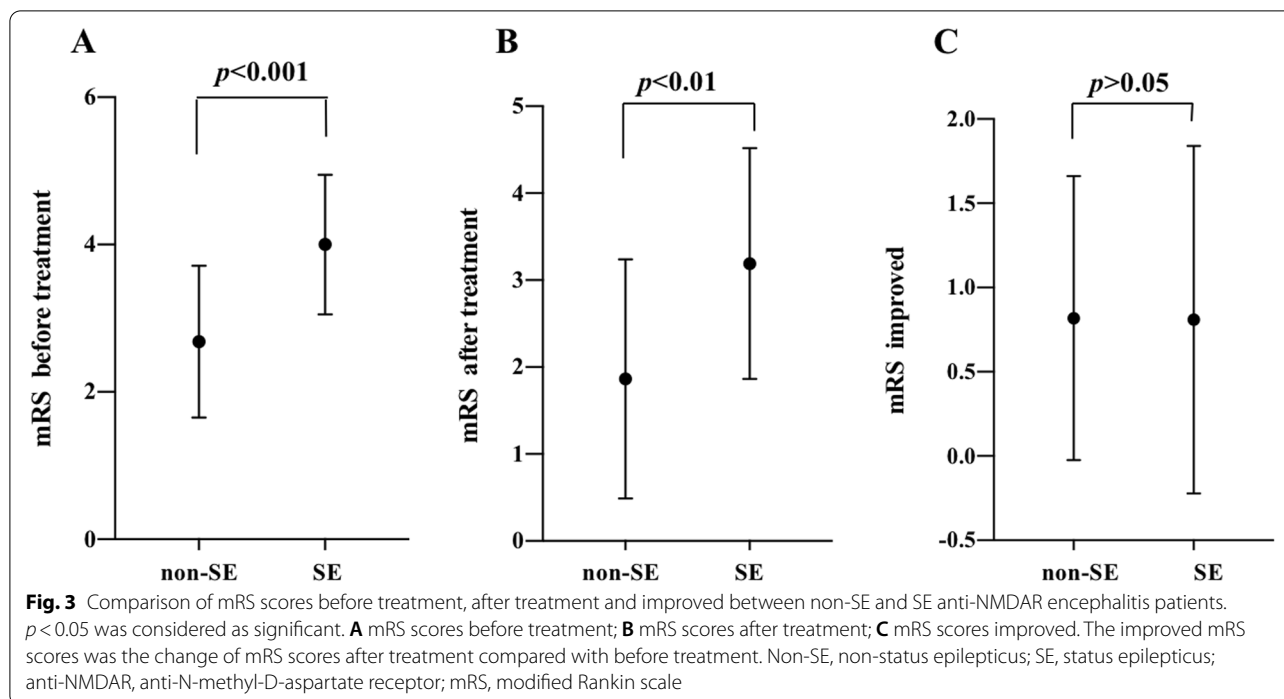 A
p<0.001
6
4
2
0
mRS before treatment
non-SE
SE
B
p<0.01
5
4
3
2
1
0
mRS after treatment
non-SE
SE
C
p>0.05
2.0
1.5
1.0
0.5
0.0
-0.5
mRS improved
non-SE
SE
Fig. 3 Comparison of mRS scores before treatment, after treatment and improved between non-SE and SE anti-NMDAR encephalitis patients.
p < 0.05 was considered as significant. A mRS scores before treatment; B mRS scores after treatment; C mRS scores improved. The improved mRS
scores was the change of mRS scores after treatment compared with before treatment. Non-SE, non-status epilepticus; SE, status epilepticus;
anti-NMDAR, anti-N-methyl-D-aspartate receptor; mRS, modified Rankin scale